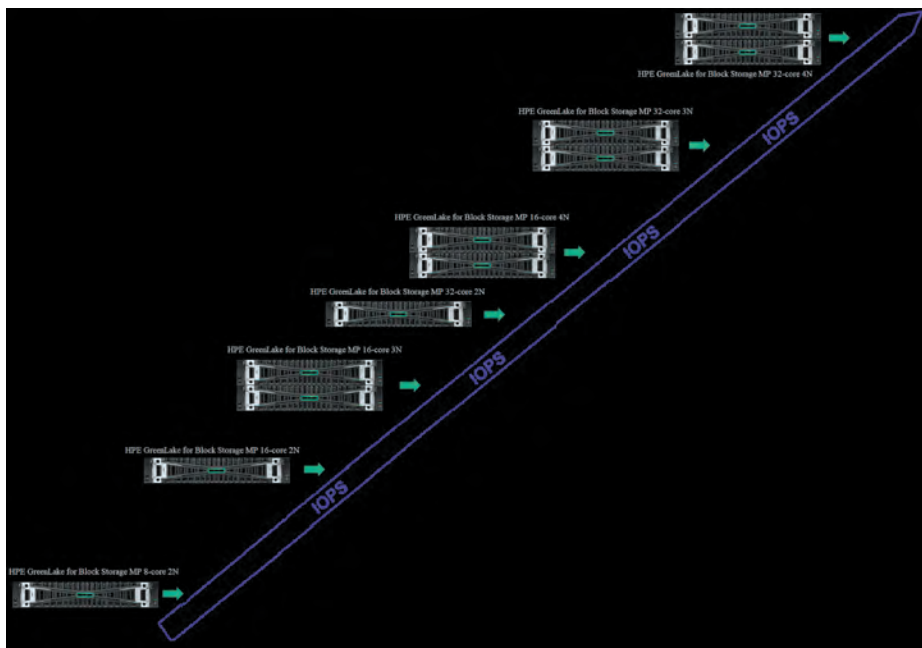 HPE GreenLake for Block Storage MP 32-core 4N
HPE GreenLake for Block Storage MP 32-core 3N
IOPS
HPE GreenLake for Block Storage MP 16-core 4N
IOPS
HPE GreenLake for Block Storage MP 32-core 2N
HPE GreenLake for Block Storage MP 16-core 3N
IOPS
HPE GreenLake for Block Storage MP 16-core 2N
IOPS
HPE GreenLake for Block Storage MP 8-core 2N